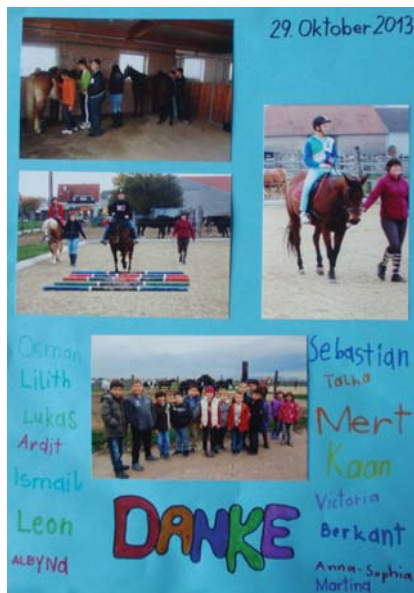 29. Oktober 2013
Osman
Lilith
Lukas
Ardit
Ismail
Leon
ALBYNA
Sebastian
Talha
Mert
Kaan
Victoria
Berkant
Anna-Sophia
Martina
DANKE